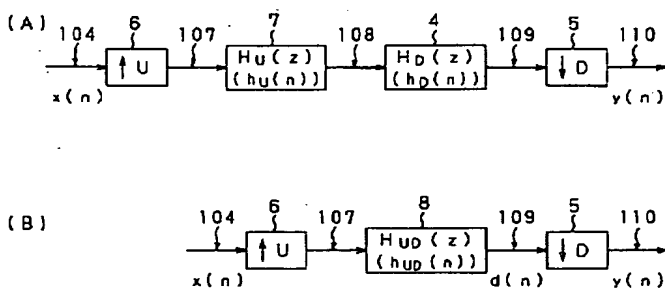 (A)
6 7 4 5
104 107 108 109 110
↑ U HU(z) HD(z) ↓ D
(hU(n)) (hD(n))
x(n) y(n)
(B)
6 8 5
104 107 109 110
↑ U HUD(z) ↓ D
(hUD(n))
x(n) d(n) y(n)